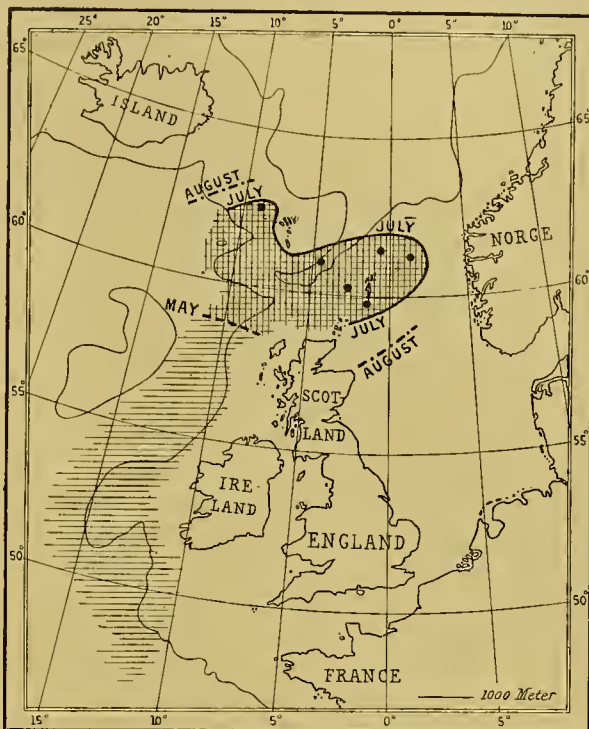 25° 20° 15° 10° 5° 0° 5° 10°
65°
ISLAND
65°
AUGUST
JULY
60°
JULY
NORGE
60°
MAY
JULY
AUGUST
55°
SCOT
LAND
55°
IRE
LAND
ENGLAND
50°
50°
FRANCE
1000 Meter
15° 10° 5° 0° 5°